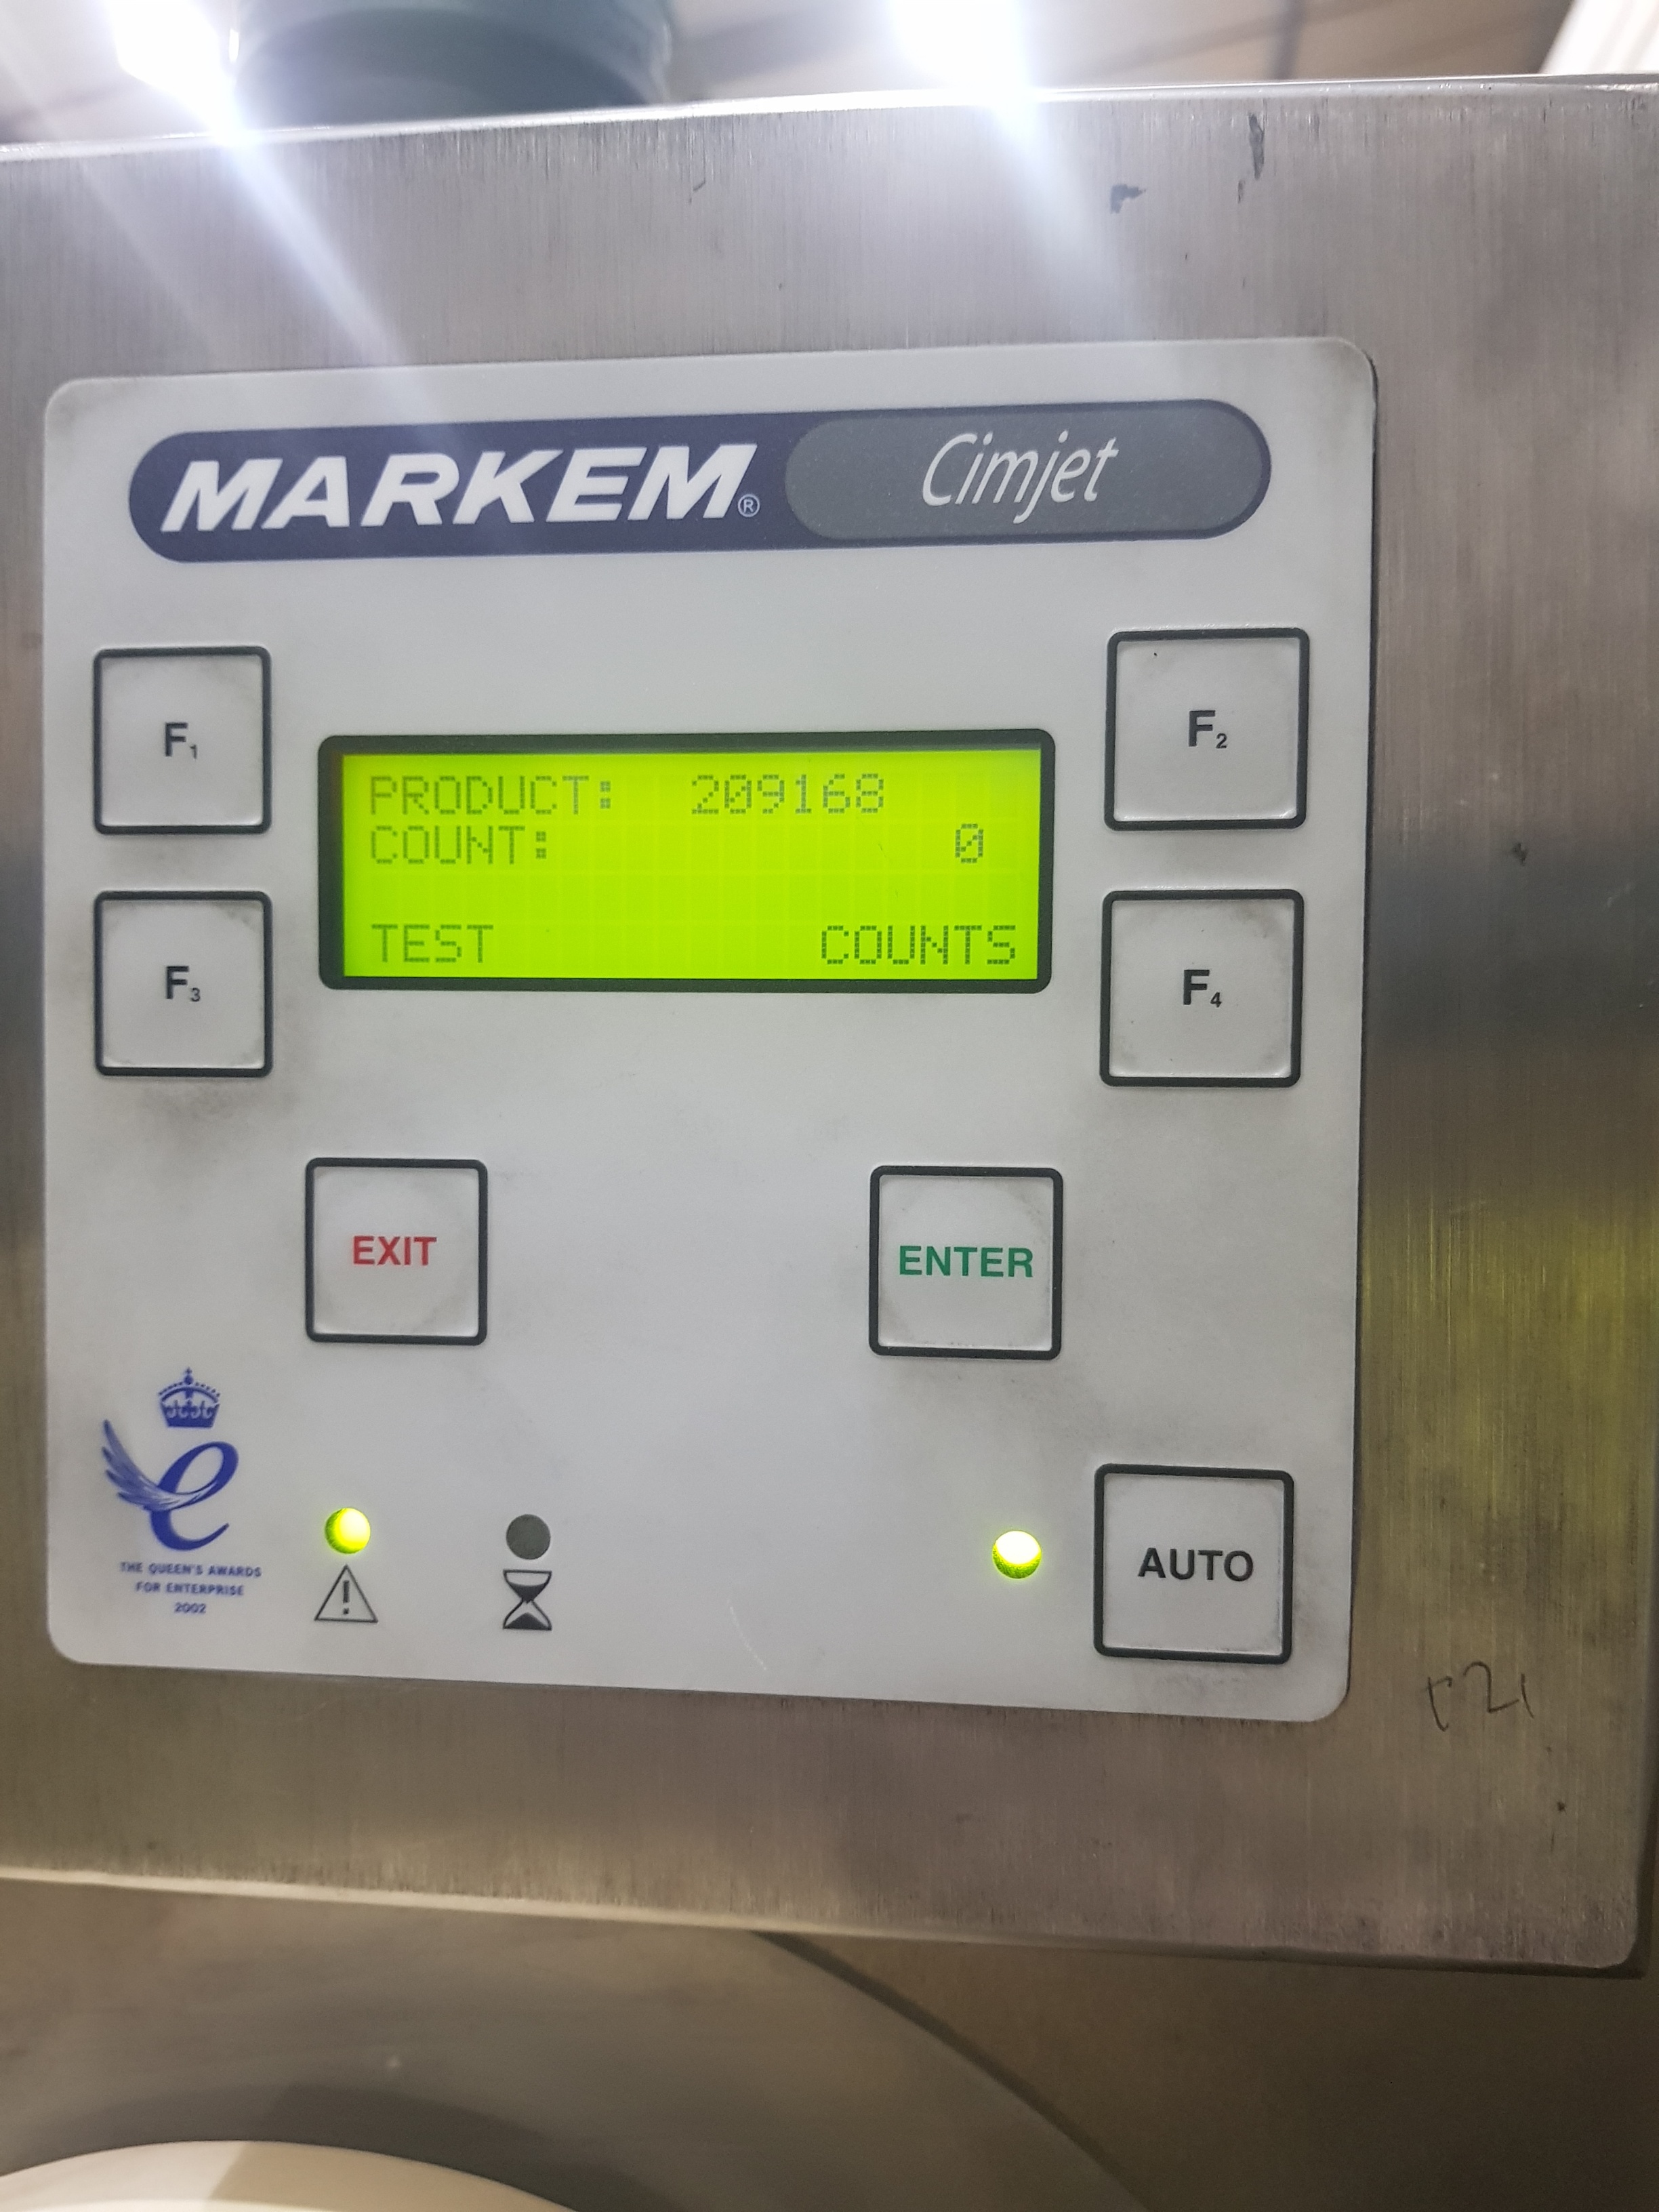 MARKEM® Cimjet
F1
F2
PRODUCT: 209168
COUNT: 0
TEST COUNTS
F3
F4
EXIT
ENTER
e
THE QUEEN'S AWARDS
FOR ENTERPRISE
2002
!
AUTO